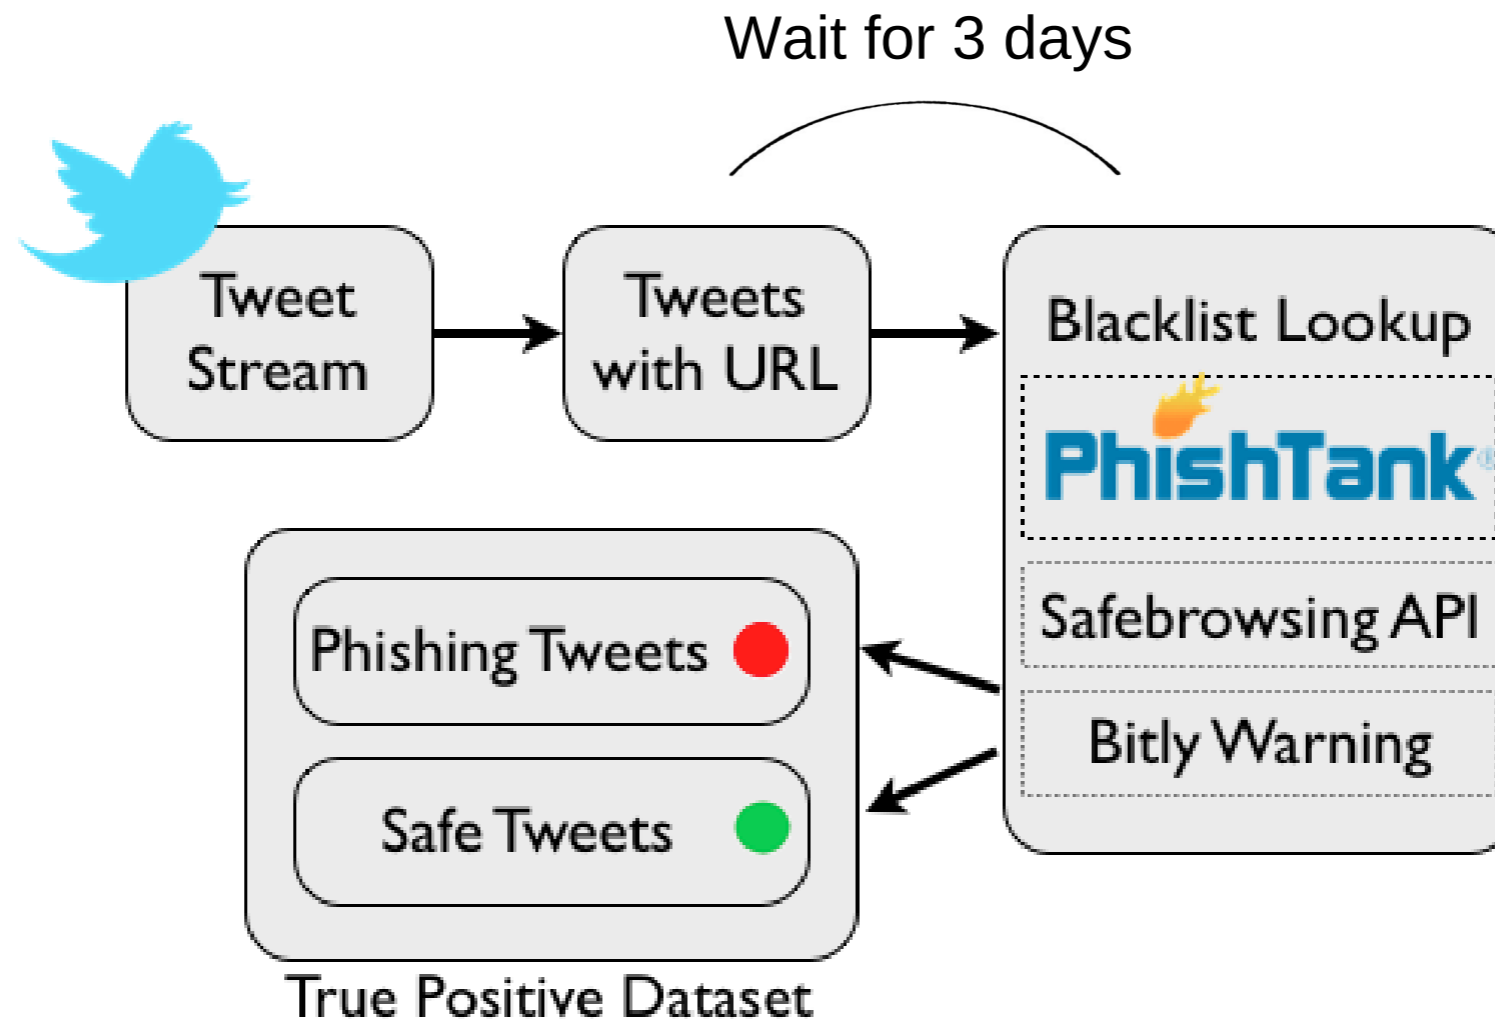 Wait for 3 days
Tweet
Stream
Tweets
with URL
Blacklist Lookup
PhishTank®
Safebrowsing API
Bitly Warning
Phishing Tweets
Safe Tweets
True Positive Dataset